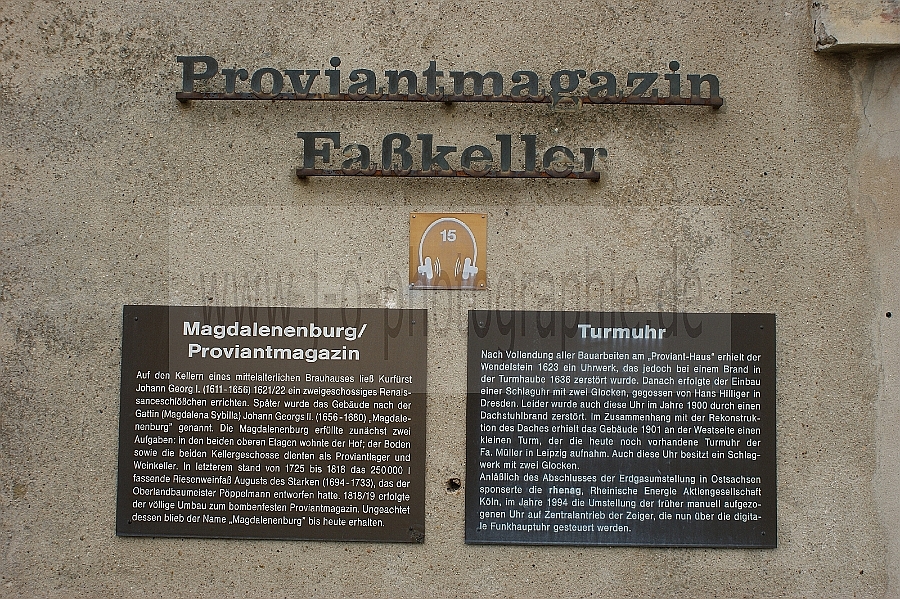 Proviantmagazin
Faßkeller
15
www.j-o-photographie.de
Magdalenenburg/
Proviantmagazin
Auf den Kellern eines mittelalterlichen Brauhauses ließ Kurfürst
Johann Georg I. (1611-1656) 1621/22 ein zweigeschossiges Renais-
sanceschlößchen errichten. Später wurde das Gebäude nach der
Gattin (Magdalena Sybilla) Johann Georgs II. (1656-1680) „Magdale-
nenburg" genannt. Die Magdalenenburg erfüllte zunächst zwei
Aufgaben: in den beiden oberen Etagen wohnte der Hof; der Boden
sowie die beiden Kellergeschosse dienten als Proviantlager und
Weinkeller. In letzterem stand von 1725 bis 1818 das 250 000 l
fassende Riesenweinfaß Augusts des Starken (1694-1733), das der
Oberlandbaumeister Pöppelmann entworfen hatte. 1818/19 erfolgte
der völlige Umbau zum bombenfesten Proviantmagazin. Ungeachtet
dessen blieb der Name „Magdalenenburg" bis heute erhalten.
Turmuhr
Nach Vollendung aller Bauarbeiten am „Proviant-Haus" erhielt der
Wendelstein 1623 ein Uhrwerk, das jedoch bei einem Brand in
der Turmhaube 1636 zerstört wurde. Danach erfolgte der Einbau
einer Schlaguhr mit zwei Glocken, gegossen von Hans Hilliger in
Dresden. Leider wurde auch diese Uhr im Jahre 1900 durch einen
Dachstuhlbrand zerstört. Im Zusammenhang mit der Rekonstruk-
tion des Daches erhielt das Gebäude 1901 an der Westseite einen
kleinen Turm, der die heute noch vorhandene Turmuhr der
Fa. Müller in Leipzig aufnahm. Auch diese Uhr besitzt ein Schlag-
werk mit zwei Glocken.
Anläßlich des Abschlusses der Erdgasumstellung in Ostsachsen
sponserte die rhenag, Rheinische Energie Aktiengesellschaft
Köln, im Jahre 1994 die Umstellung der früher manuell aufgezo-
genen Uhr auf Zentralantrieb der Zeiger, die nun über die digita-
le Funkhauptuhr gesteuert werden.